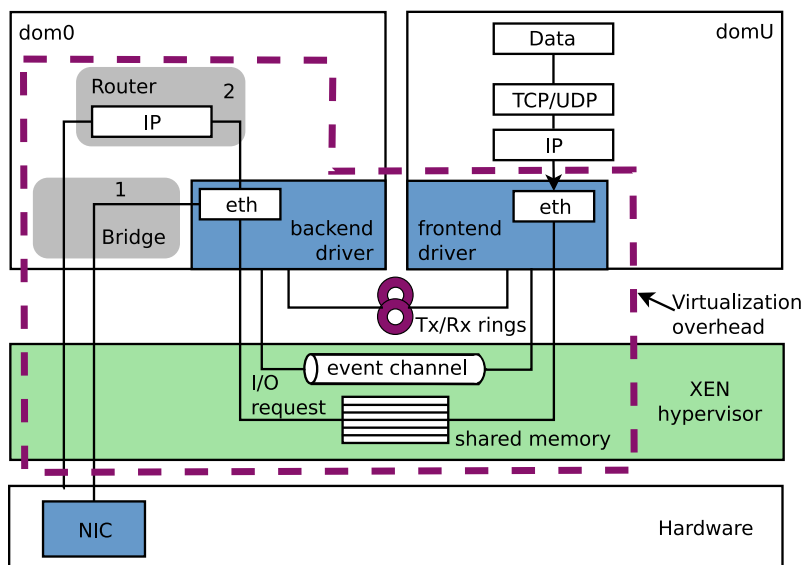 dom0
domU
Data
Router
2
TCP/UDP
IP
IP
1
Bridge
eth
backend
driver
frontend
driver
eth
Tx/Rx rings
Virtualization
overhead
event channel
I/O
request
shared memory
XEN
hypervisor
NIC
Hardware